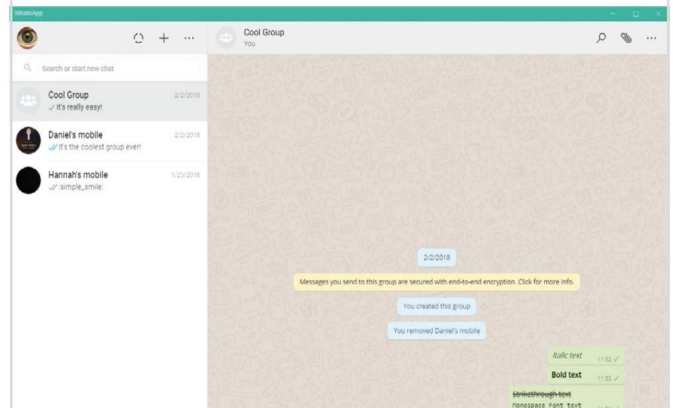 WhatsApp
Cool Group
You
Search or start new chat
Cool Group
2/2/2018
It's really easy!
Daniel's mobile
2/2/2018
It's the coolest group ever!
Hannah's mobile
1/23/2018
:simple_smile:
2/2/2018
Messages you send to this group are secured with end-to-end encryption. Click for more info.
You created this group
You removed Daniel's mobile
Italic text
11:52
Bold text
11:53
Strikethrough text
Monospace Font text